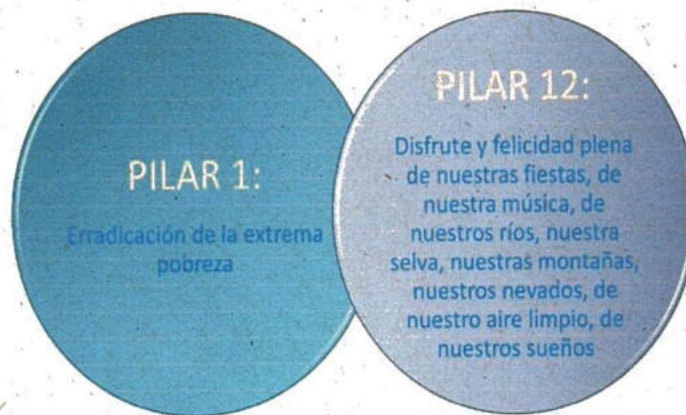 PILAR 1:
Erradicación de la extrema
pobreza
PILAR 12:
Disfrute y felicidad plena
de nuestras fiestas, de
nuestra música, de
nuestros ríos, nuestra
selva, nuestras montañas,
nuestros nevados, de
nuestro aire limpio, de
nuestros sueños